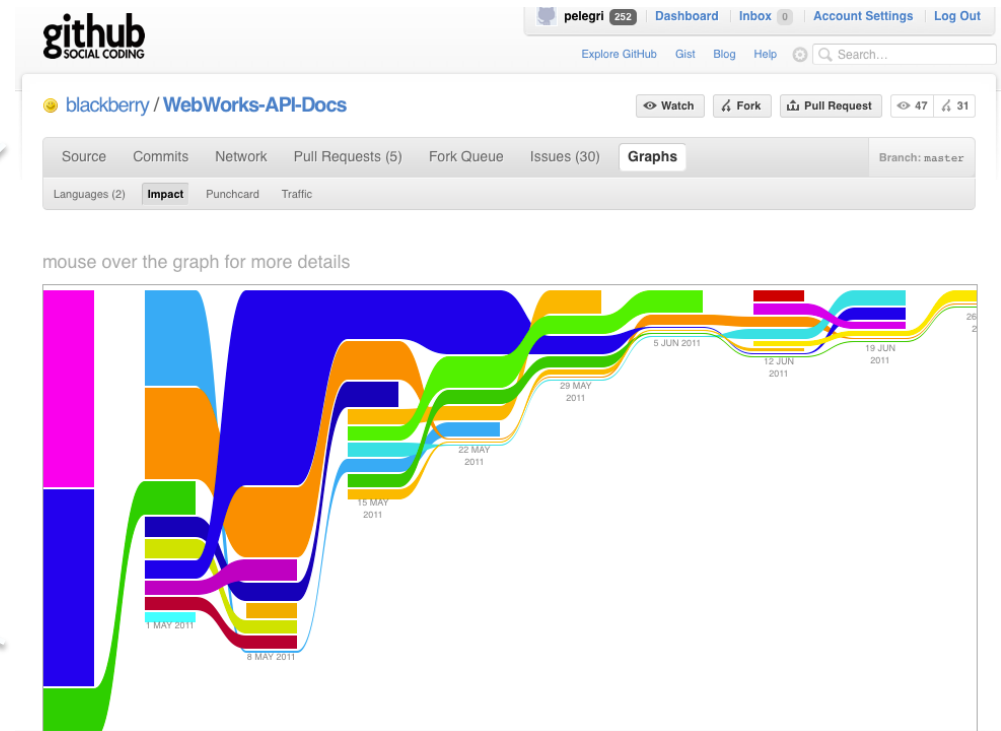 github
SOCIAL CODING
pelegri 252 Dashboard Inbox 0 Account Settings Log Out
Explore GitHub Gist Blog Help Search...
blackberry / WebWorks-API-Docs
Watch Fork Pull Request 47 31
Source Commits Network Pull Requests (5) Fork Queue Issues (30) Graphs Branch: master
Languages (2) Impact Punchcard Traffic
mouse over the graph for more details
1 MAY 2011
8 MAY 2011
15 MAY
2011
22 MAY
2011
29 MAY
2011
5 JUN 2011
12 JUN
2011
19 JUN
2011
26
2